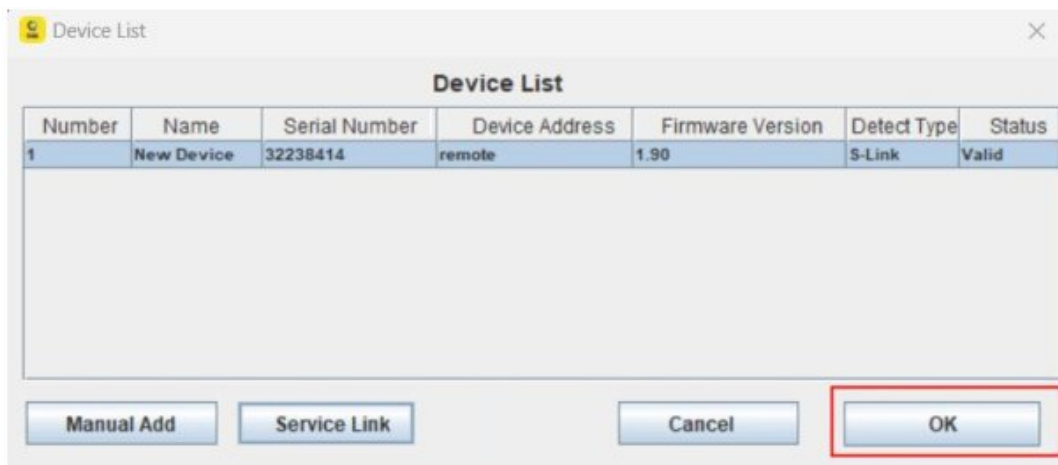 Device List
Device List
Number Name Serial Number Device Address Firmware Version Detect Type Status
1 New Device 32238414 remote 1.90 S-Link Valid
Manual Add Service Link Cancel OK